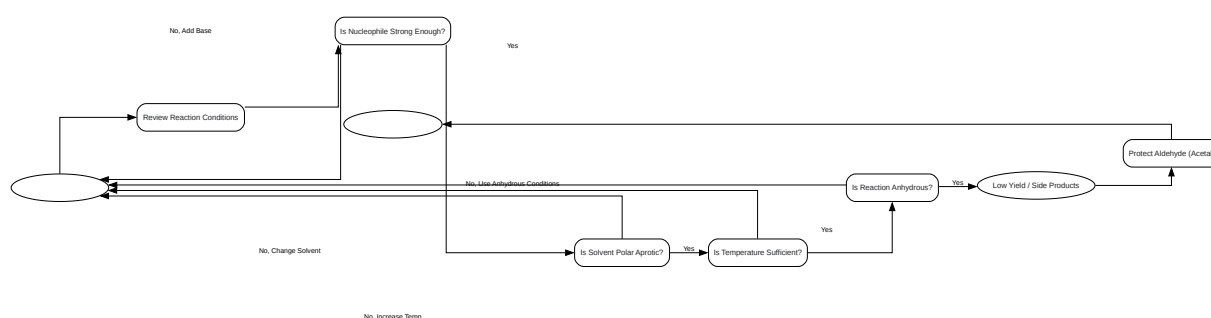 No, Add Base
Is Nucleophile Strong Enough?
Yes
Review Reaction Conditions
Protect Aldehyde (Acetal
No, Use Anhydrous Conditions
Is Reaction Anhydrous?
Yes
Low Yield / Side Products
Yes
No, Change Solvent
Is Solvent Polar Aprotic?
Yes
Is Temperature Sufficient?
No, Increase Temp